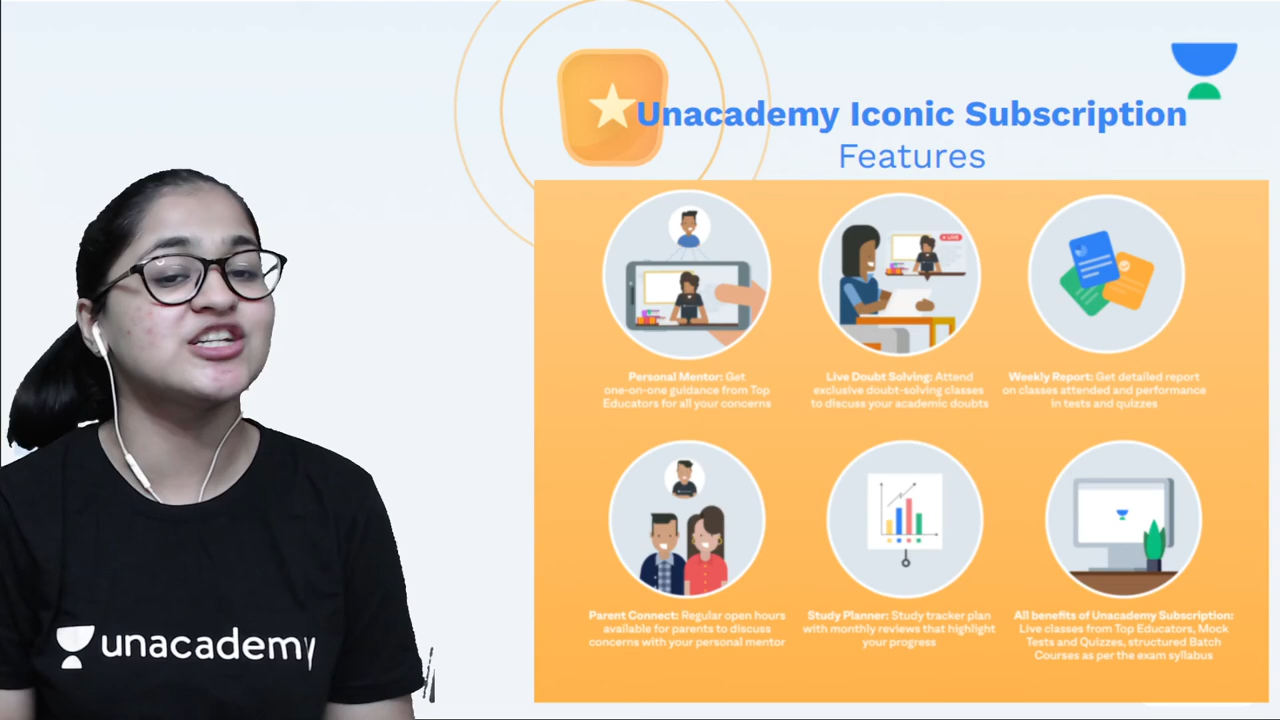 Unacademy Iconic Subscription
Features
LIVE
Personal Mentor: Get
one-on-one guidance from Top
Educators for all your concerns
Live Doubt Solving: Attend
exclusive doubt-solving classes
to discuss your academic doubts
Weekly Report: Get detailed report
on classes attended and performance
in tests and quizzes
Parent Connect: Regular open hours
available for parents to discuss
concerns with your personal mentor
Study Planner: Study tracker plan
with monthly reviews that highlight
your progress
All benefits of Unacademy Subscription:
Live classes from Top Educators, Mock
Tests and Quizzes, structured Batch
Courses as per the exam syllabus
unacademy